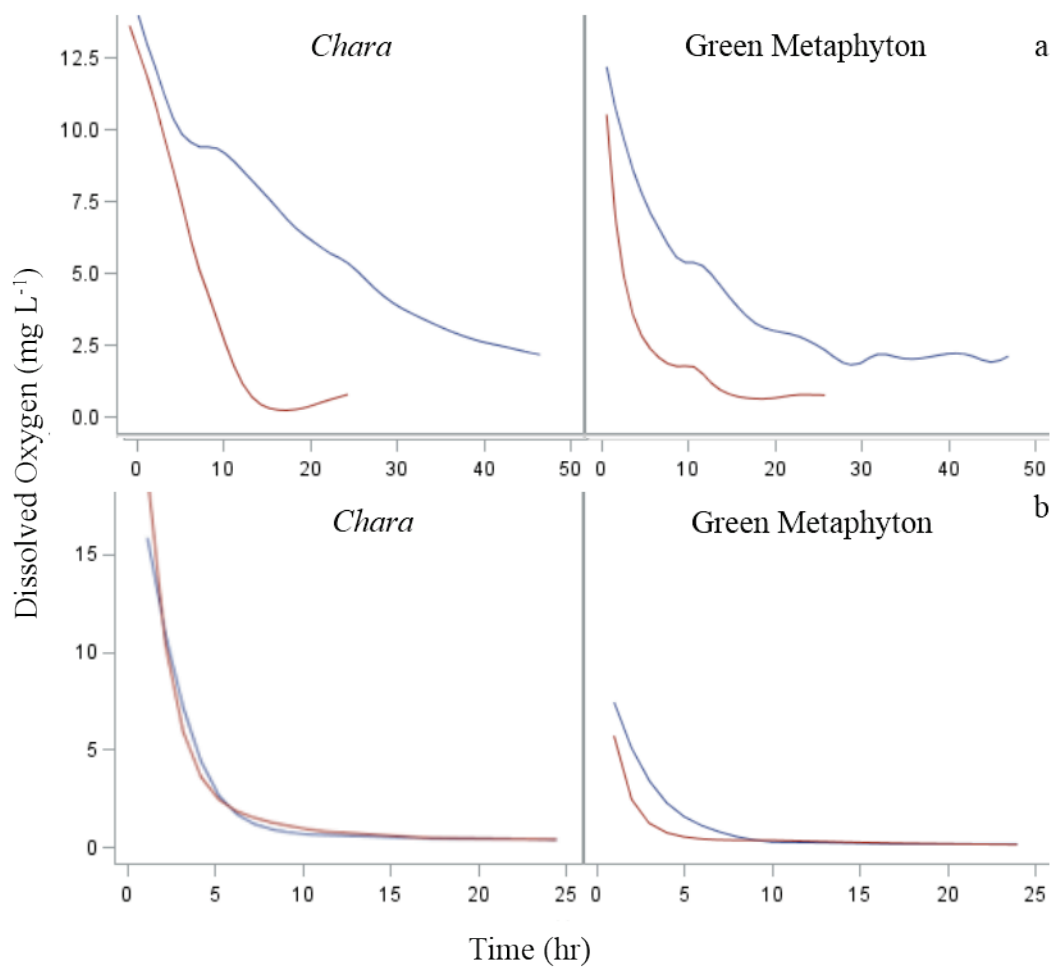 Chara
Green Metaphyton
a
12.5
10.0
7.5
5.0
2.5
0.0
0 10 20 30 40 50 0 10 20 30 40 50
Chara
Green Metaphyton
b
15
10
5
0
0 5 10 15 20 25 0 5 10 15 20 25
Dissolved Oxygen (mg L⁻¹)
Time (hr)